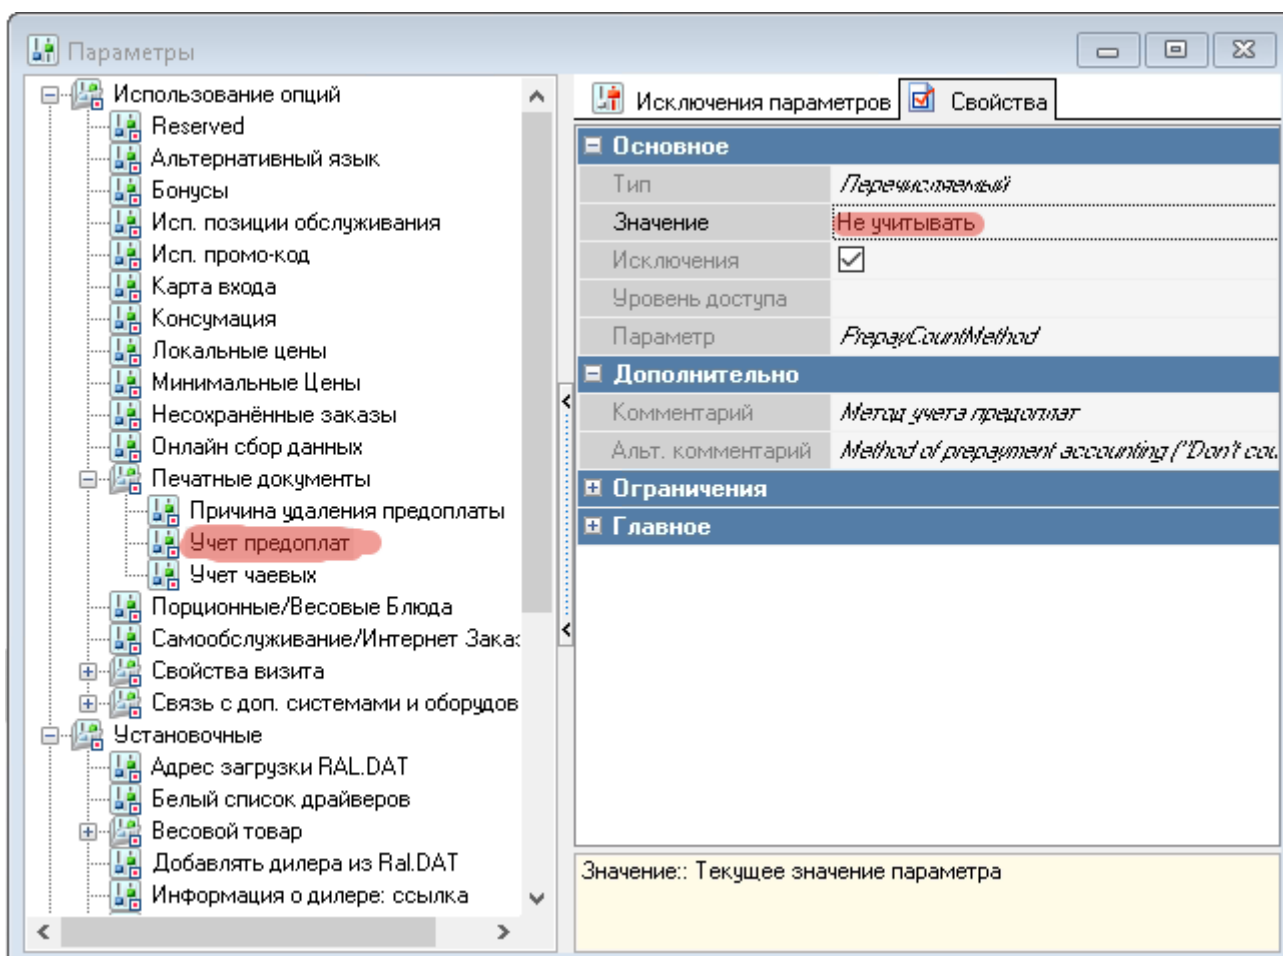 Параметры
Использование опций
Reserved
Альтернативный язык
Бонусы
Исп. позиции обслуживания
Исп. промо-код
Карта входа
Консумация
Локальные цены
Минимальные Цены
Несохранённые заказы
Онлайн сбор данных
Печатные документы
Причина удаления предоплаты
Учет предоплат
Учет чаевых
Порционные/Весовые Блюда
Самообслуживание/Интернет Заказ
Свойства визита
Связь с доп. системами и оборудов
Установочные
Адрес загрузки RAL.DAT
Белый список драйверов
Весовой товар
Добавлять дилера из Ral.DAT
Информация о дилере: ссылка
Исключения параметров Свойства
Основное
Тип Перечисляемый
Значение Не учитывать
Исключения
Уровень доступа
Параметр PrepayCountMethod
Дополнительно
Комментарий Метод учета предоплат
Альт. комментарий Method of prepayment accounting ("Don't cou
Ограничения
Главное
Значение:: Текущее значение параметра